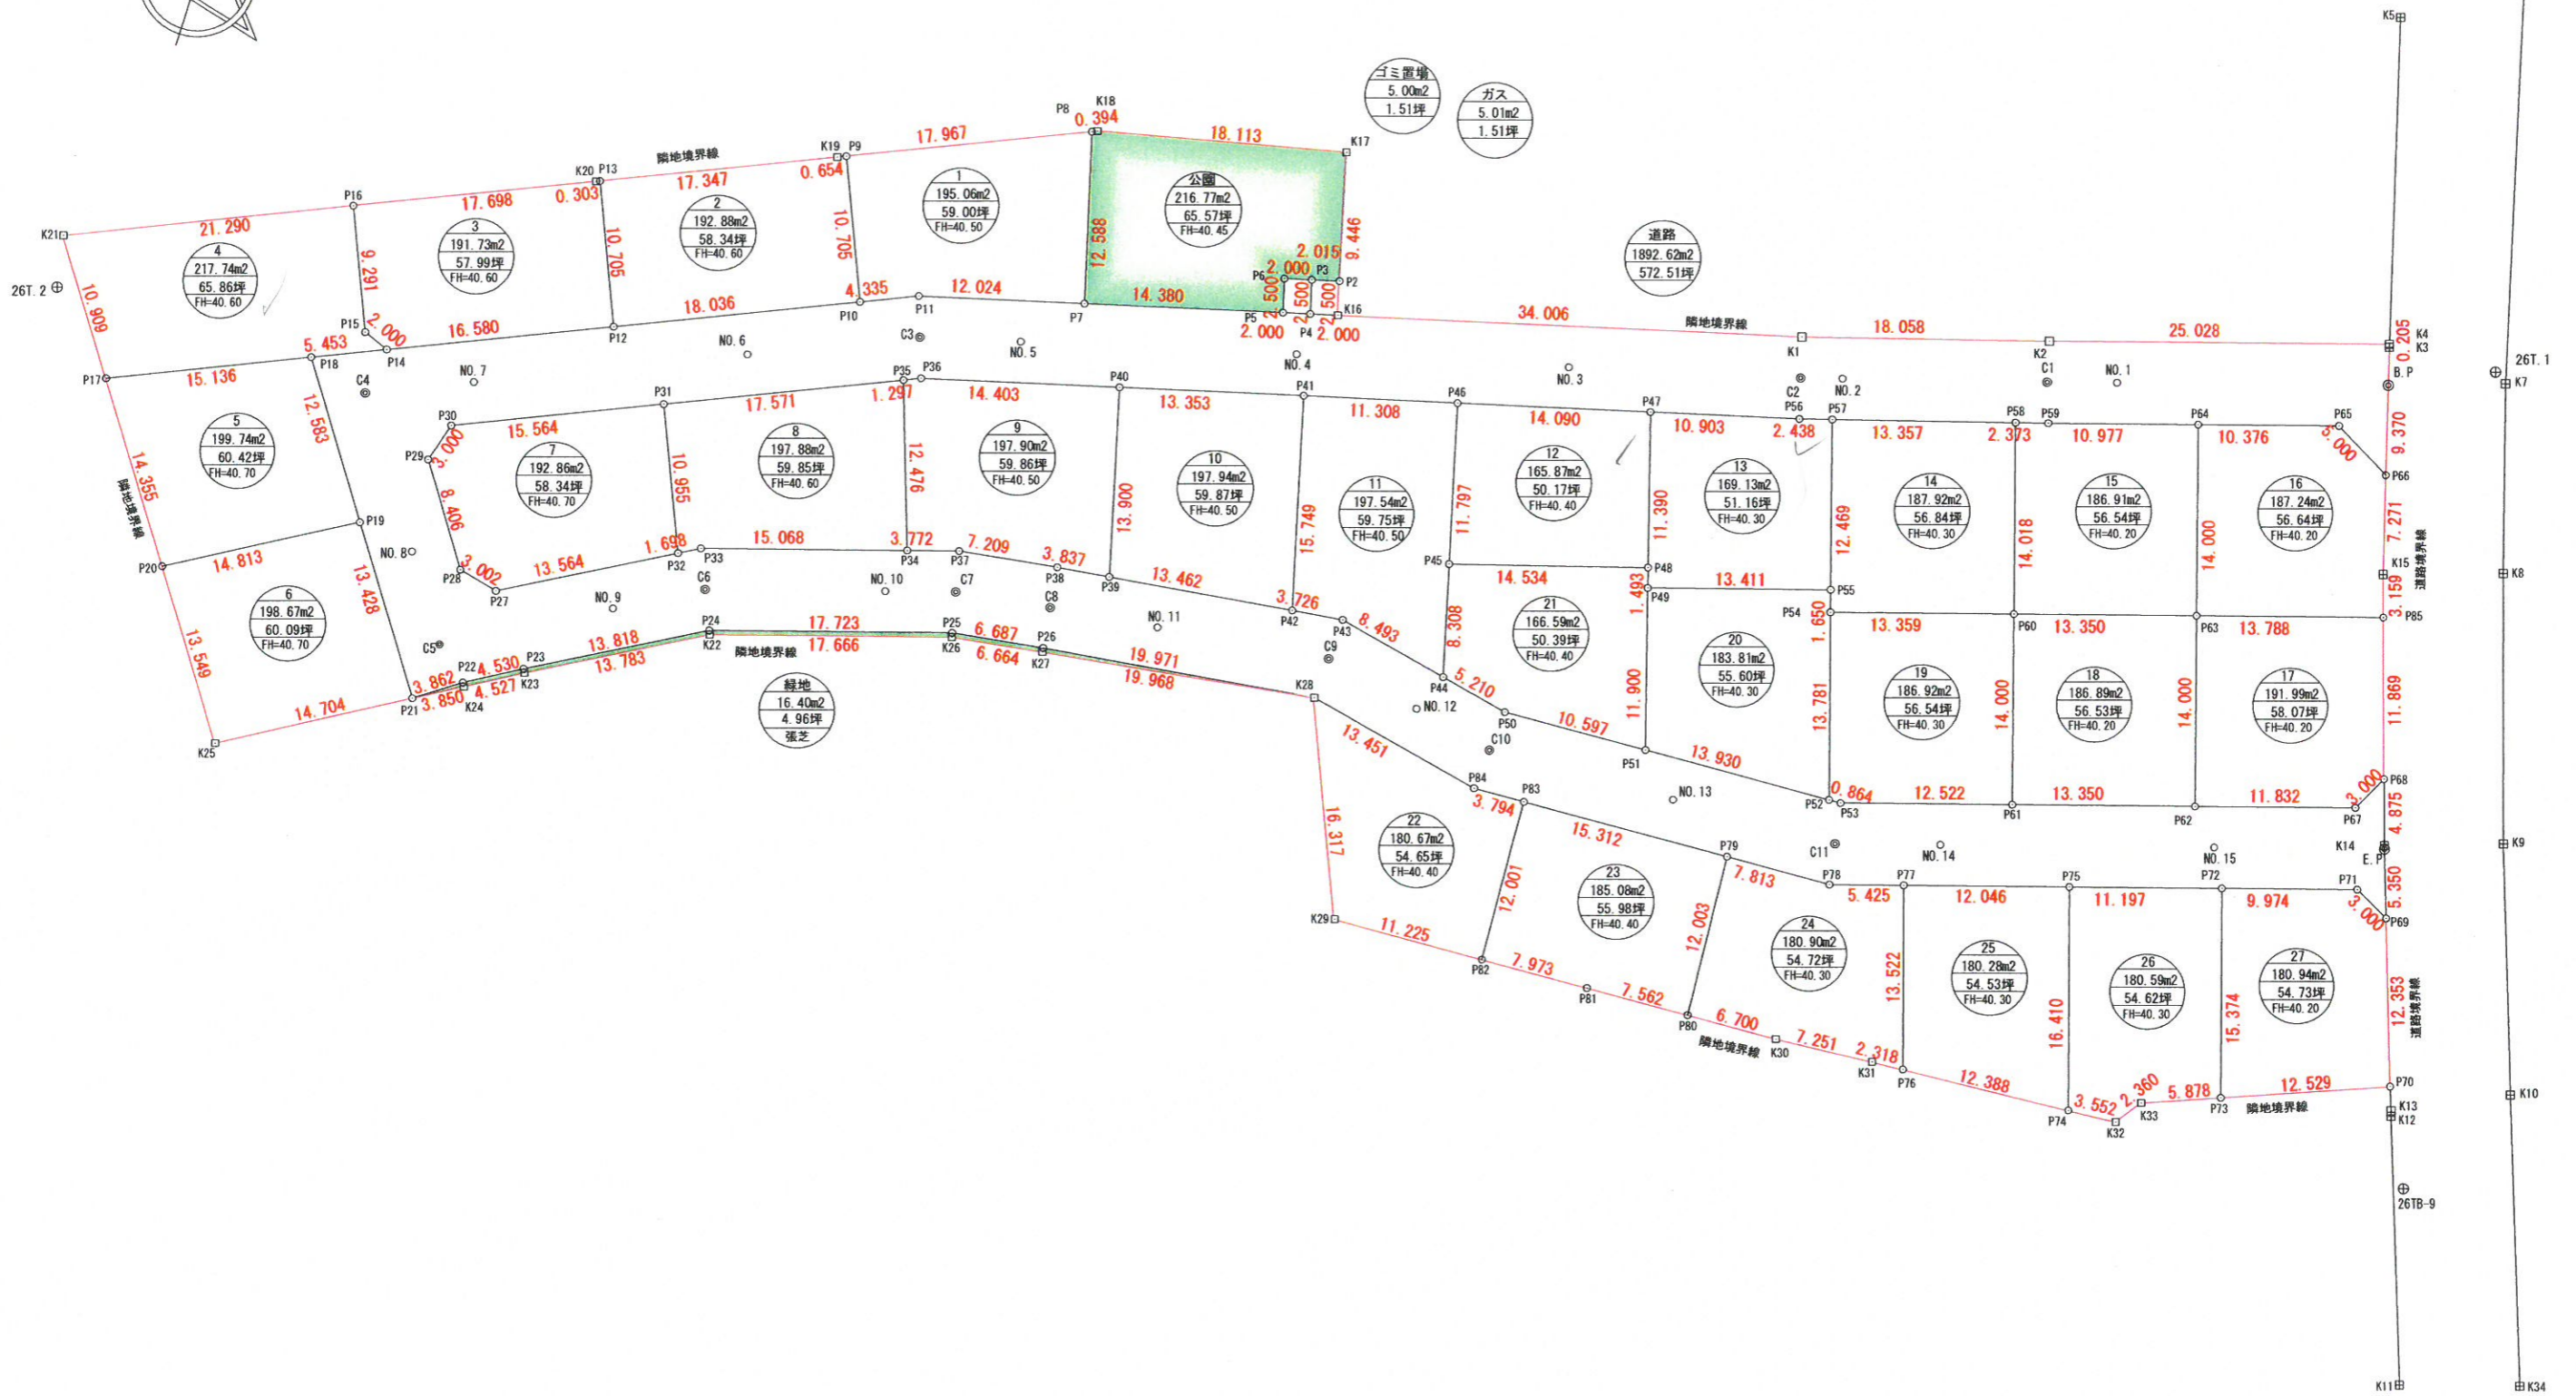 K5
ゴミ置場
5.00m2
1.51坪
ガス
5.01m2
1.51坪
P8
K18
0.394
18.113
K17
17.967
K19
P9
0.654
隣地境界線
K20
P13
17.347
0.303
P16
17.698
21.290
K21
26T.2
10.909
4
217.74m2
65.86坪
FH=40.60
9.291
3
191.73m2
57.99坪
FH=40.60
10.705
2
192.88m2
58.34坪
FH=40.60
10.705
1
195.06m2
59.00坪
FH=40.50
12.588
公園
216.77m2
65.57坪
FH=40.45
9.446
2.015
2.000
P6
P3
P2
2.500
2.500
2.500
K16
P5
P4
2.000
2.000
14.380
P7
12.024
P11
4.335
P10
18.036
P12
16.580
2.000
P15
P14
5.453
P18
15.136
P17
道路
1892.62m2
572.51坪
34.006
隣地境界線
K1
18.058
K2
25.028
K4
K3
0.205
B.P
26T.1
K7
C4
NO.7
NO.6
C3
NO.5
NO.4
NO.3
C2
NO.2
C1
NO.1
5
199.74m2
60.42坪
FH=40.70
12.583
14.355
隣地境界線
P19
14.813
P20
6
198.67m2
60.09坪
FH=40.70
13.428
13.549
14.704
K25
P21
P30
3.000
P29
8.406
P28
3.002
P27
15.564
P31
7
192.86m2
58.34坪
FH=40.70
13.564
10.955
1.698
P32
P33
17.571
8
197.88m2
59.85坪
FH=40.60
15.068
P35
P36
1.297
12.476
14.403
9
197.90m2
59.86坪
FH=40.50
3.772
P34
P37
7.209
3.837
P38
P39
P40
13.353
13.900
10
197.94m2
59.87坪
FH=40.50
13.462
P41
11.308
15.749
11
197.54m2
59.75坪
FH=40.50
3.726
P42
P43
8.493
P46
14.090
11.797
12
165.87m2
50.17坪
FH=40.40
P45
14.534
P47
10.903
11.390
13
169.13m2
51.16坪
FH=40.30
P48
1.493
P49
13.411
P56
2.438
P57
13.357
12.469
P55
14
187.92m2
56.84坪
FH=40.30
P58
P59
2.373
10.977
14.018
15
186.91m2
56.54坪
FH=40.20
P64
10.376
14.000
16
187.24m2
56.64坪
FH=40.20
P65
5.000
P66
9.370
7.271
K15
道路境界線
3.159
P85
K8
NO.8
C5
P22
3.862
4.530
P23
3.850
K24
4.527
K23
13.818
13.783
NO.9
C6
P24
K22
17.723
17.666
隣地境界線
緑地
16.40m2
4.96坪
張芝
NO.10
C7
P25
K26
6.687
6.664
C8
P26
K27
19.971
19.968
NO.11
K28
C9
NO.12
P44
8.308
5.210
P50
C10
21
166.59m2
50.39坪
FH=40.40
10.597
11.900
P51
20
183.81m2
55.60坪
FH=40.30
13.930
P54
1.650
13.781
13.359
P60
19
186.92m2
56.54坪
FH=40.30
14.000
P52
0.864
P53
12.522
P61
13.350
18
186.89m2
56.53坪
FH=40.20
P63
14.000
13.350
P62
13.788
17
191.99m2
58.07坪
FH=40.20
11.869
11.832
P67
3.000
P68
4.875
K14
E.P
K9
13.451
16.317
K29
P84
3.794
P83
22
180.67m2
54.65坪
FH=40.40
11.225
12.001
P82
15.312
NO.13
23
185.08m2
55.98坪
FH=40.40
7.973
P81
7.562
P79
12.003
P80
7.813
P78
C11
5.425
P77
24
180.90m2
54.72坪
FH=40.30
6.700
隣地境界線
K30
7.251
K31
2.318
P76
13.522
NO.14
12.046
P75
25
180.28m2
54.53坪
FH=40.30
12.388
16.410
P74
3.552
K32
2.360
K33
11.197
26
180.59m2
54.62坪
FH=40.30
5.878
NO.15
P72
9.974
15.374
P73
27
180.94m2
54.73坪
FH=40.20
P71
3.000
5.350
P69
12.353
道路境界線
12.529
隣地境界線
P70
K13
K12
K10
26TB-9
K11
K34